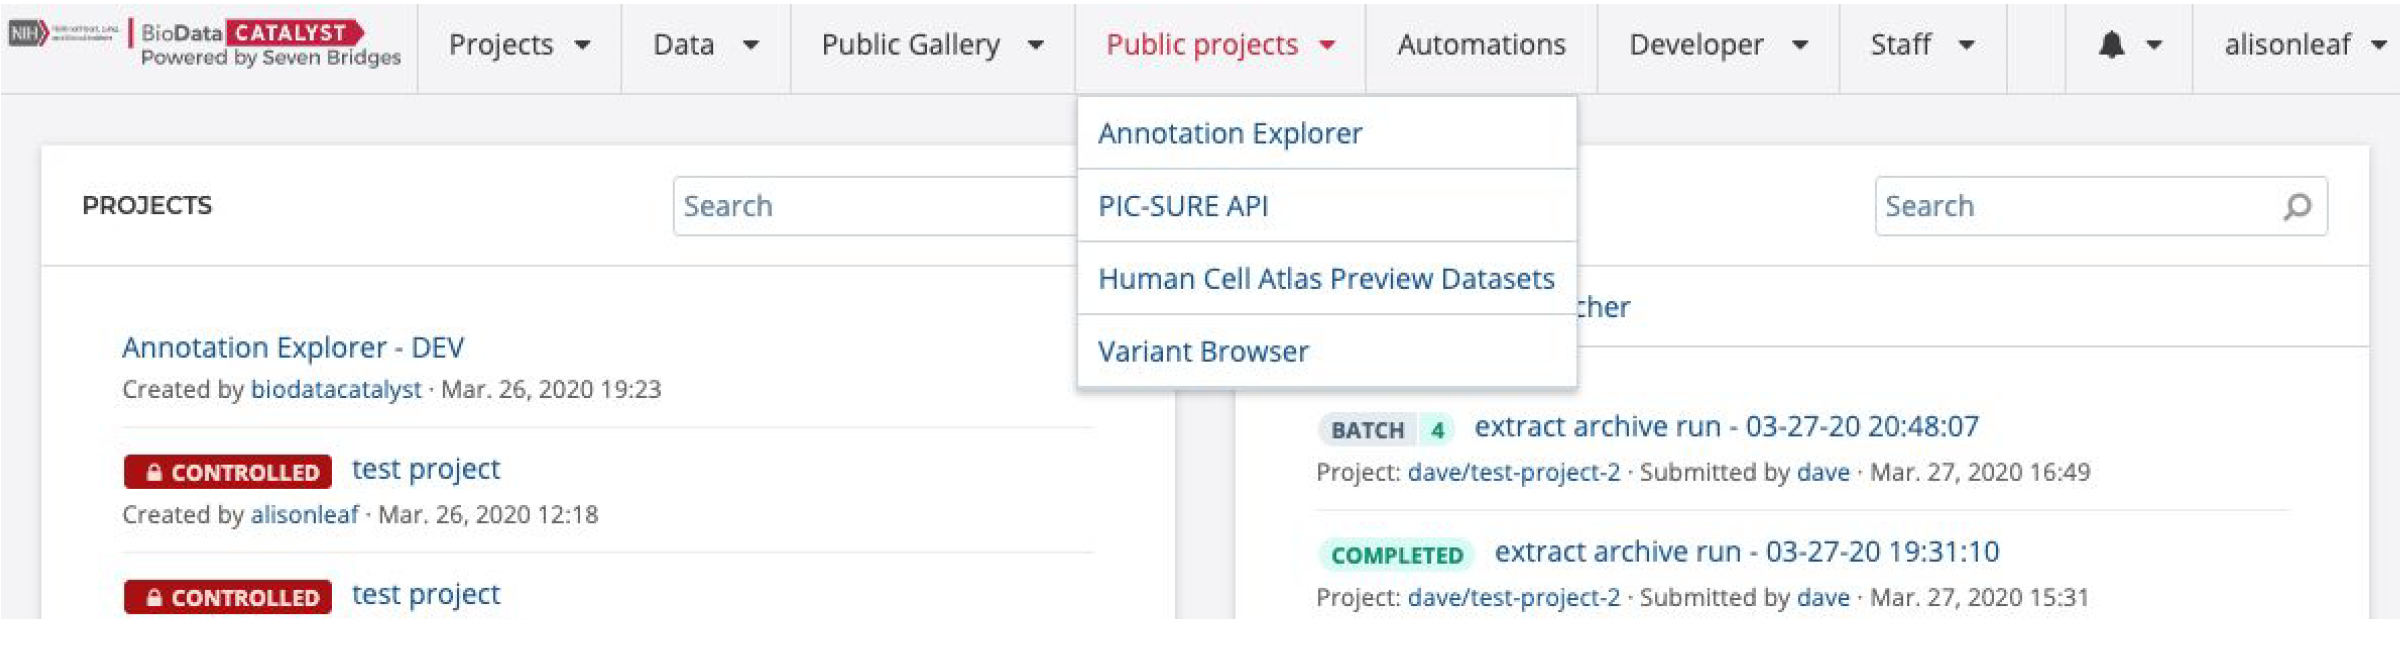 NIH BioData CATALYST
Powered by Seven Bridges
Projects Data Public Gallery Public projects Automations Developer Staff alisonleaf
Annotation Explorer
PIC-SURE API
Human Cell Atlas Preview Datasets
Variant Browser
PROJECTS Search
Annotation Explorer - DEV
Created by biodatacatalyst · Mar. 26, 2020 19:23
CONTROLLED test project
Created by alisonleaf · Mar. 26, 2020 12:18
CONTROLLED test project
Search
cher
BATCH 4 extract archive run - 03-27-20 20:48:07
Project: dave/test-project-2 · Submitted by dave · Mar. 27, 2020 16:49
COMPLETED extract archive run - 03-27-20 19:31:10
Project: dave/test-project-2 · Submitted by dave · Mar. 27, 2020 15:31